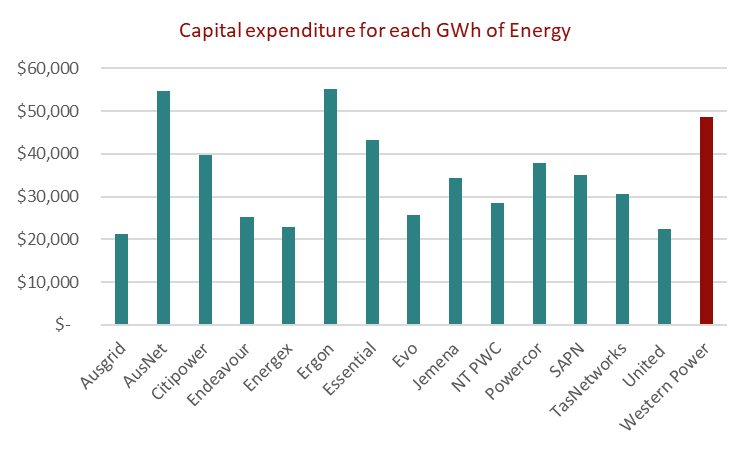 Capital expenditure for each GWh of Energy
$60,000
$50,000
$40,000
$30,000
$20,000
$10,000
$-
Ausgrid
AusNet
Citipower
Endeavour
Energex
Ergon
Essential
Evo
Jemena
NT PWC
Powercor
SAPN
TasNetworks
United
Western Power